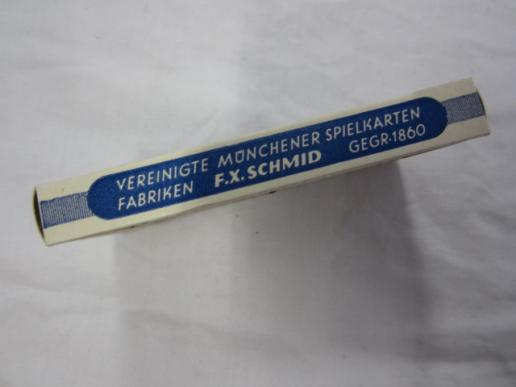 VEREINIGTE MÜNCHENER SPIELKARTEN
FABRIKEN F.X.SCHMID GEGR·1860